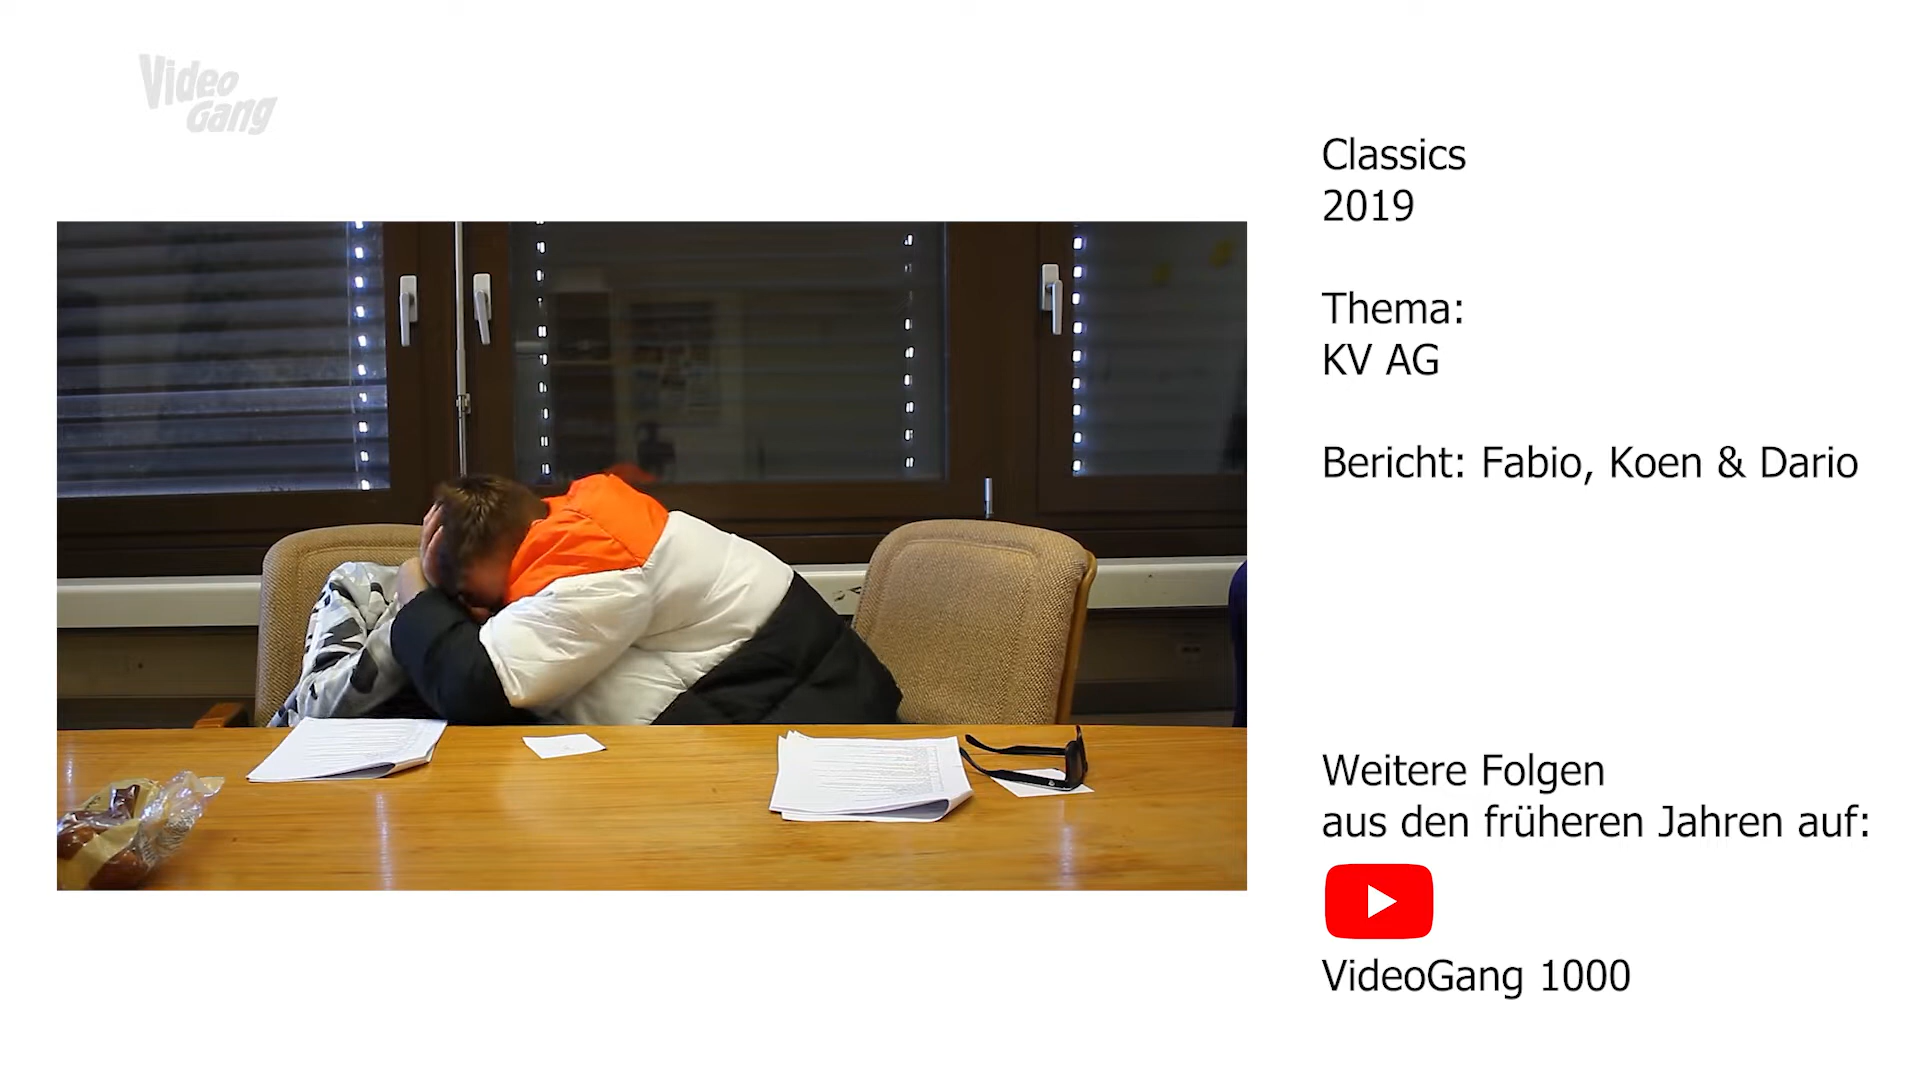 Video
Gang
Classics
2019
Thema:
KV AG
Bericht: Fabio, Koen & Dario
Weitere Folgen
aus den früheren Jahren auf:
VideoGang 1000